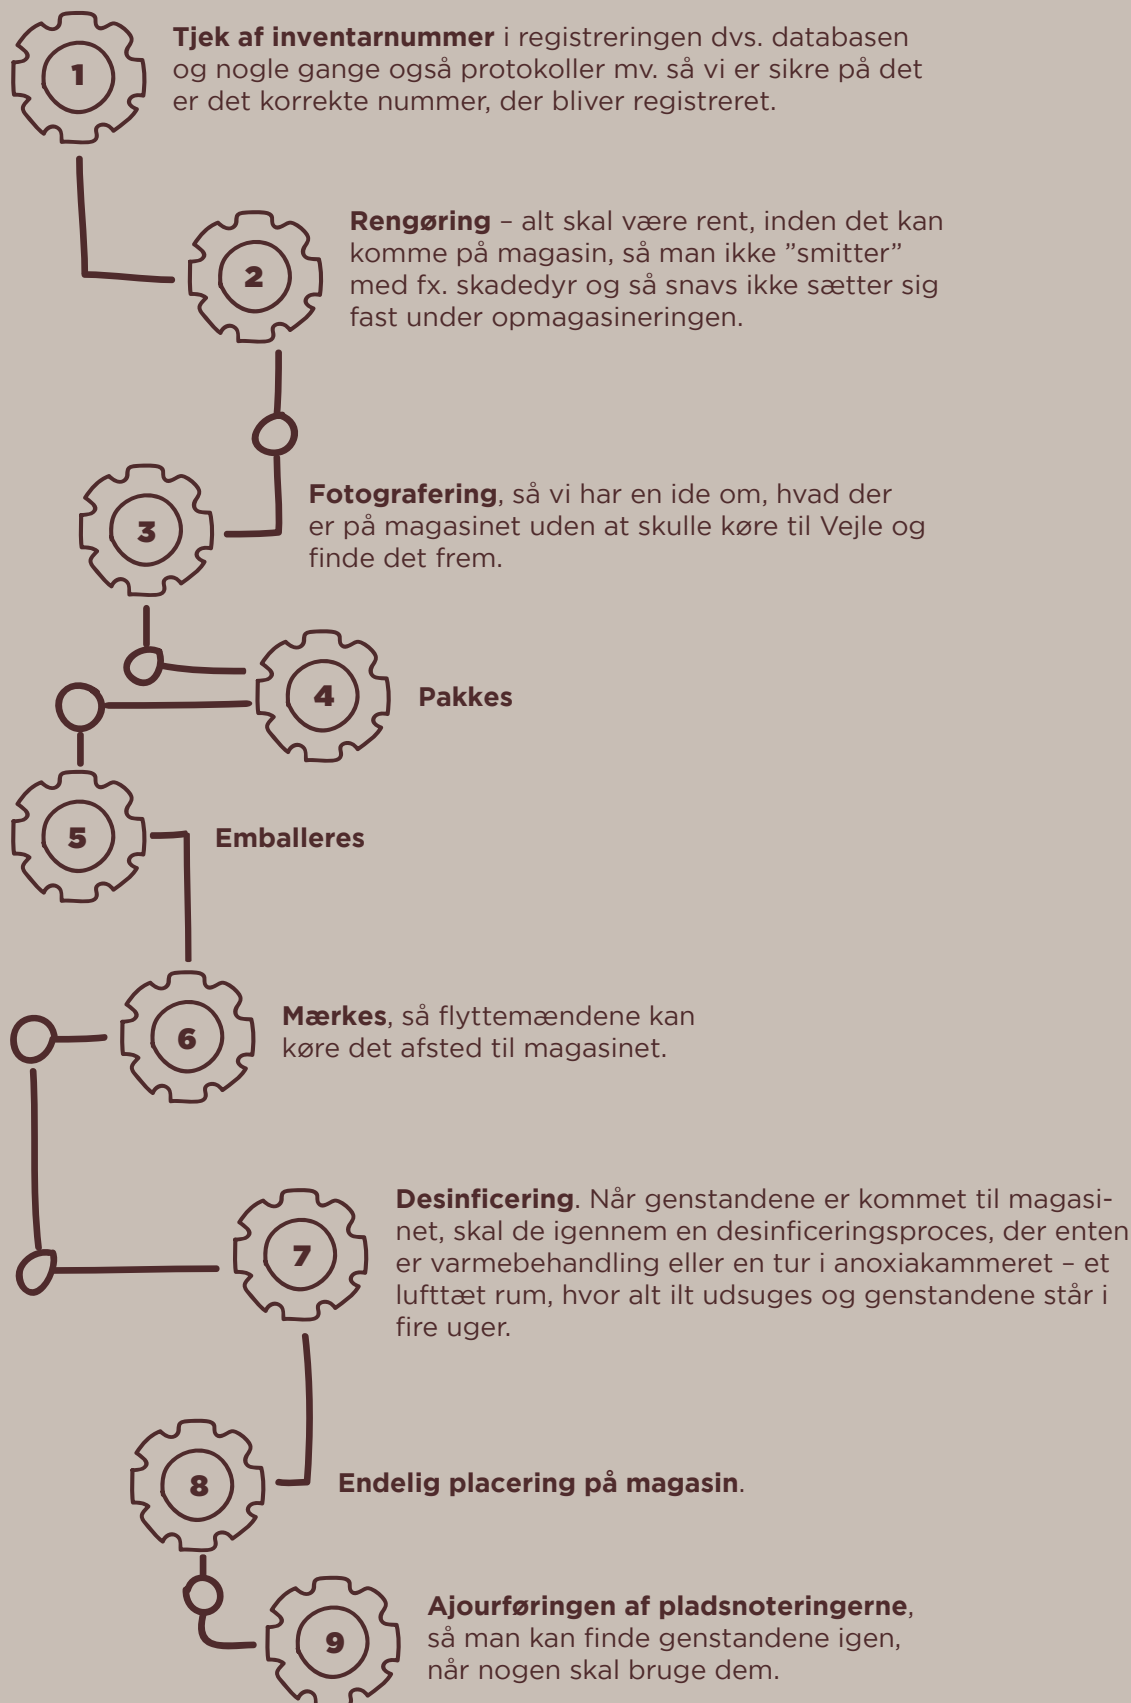 1
Tjek af inventarnummer i registreringen dvs. databasen
og nogle gange også protokoller mv. så vi er sikre på det
er det korrekte nummer, der bliver registreret.
2
Rengøring – alt skal være rent, inden det kan
komme på magasin, så man ikke ”smitter”
med fx. skadedyr og så snavs ikke sætter sig
fast under opmagasineringen.
3
Fotografering, så vi har en ide om, hvad der
er på magasinet uden at skulle køre til Vejle og
finde det frem.
4
Pakkes
5
Emballeres
6
Mærkes, så flyttemændene kan
køre det afsted til magasinet.
7
Desinficering. Når genstandene er kommet til magasi-
net, skal de igennem en desinficeringsproces, der enten
er varmebehandling eller en tur i anoxiakammeret – et
lufttæt rum, hvor alt ilt udsuges og genstandene står i
fire uger.
8
Endelig placering på magasin.
9
Ajourføringen af pladsnoteringerne,
så man kan finde genstandene igen,
når nogen skal bruge dem.